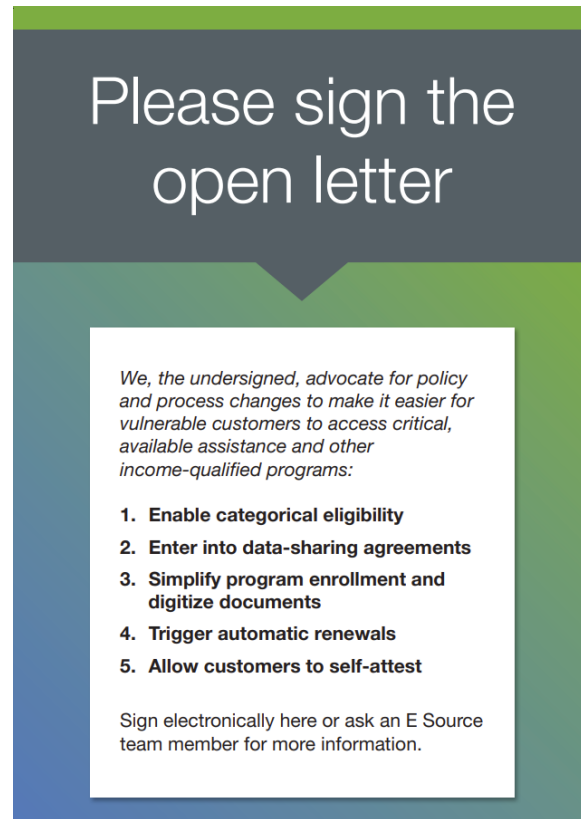 Please sign the
open letter
We, the undersigned, advocate for policy
and process changes to make it easier for
vulnerable customers to access critical,
available assistance and other
income-qualified programs:
1. Enable categorical eligibility
2. Enter into data-sharing agreements
3. Simplify program enrollment and
digitize documents
4. Trigger automatic renewals
5. Allow customers to self-attest
Sign electronically here or ask an E Source
team member for more information.